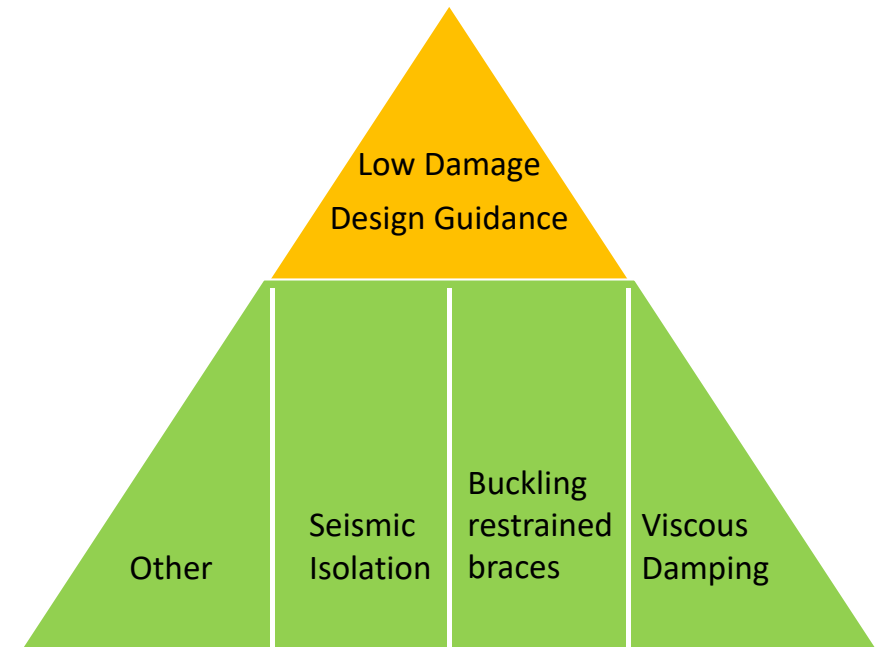 Low Damage
Design Guidance
Other
Seismic
Isolation
Buckling
restrained
braces
Viscous
Damping